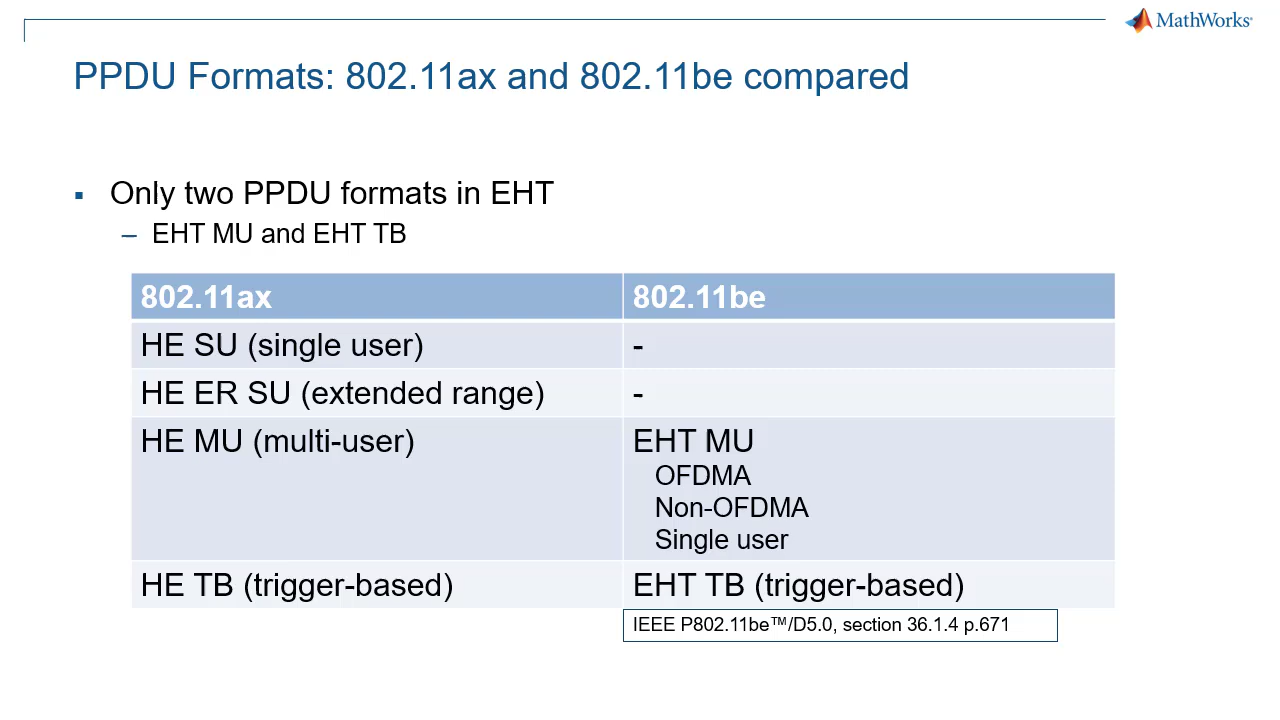 MathWorks
PPDU Formats: 802.11ax and 802.11be compared
Only two PPDU formats in EHT
– EHT MU and EHT TB
802.11ax 802.11be
HE SU (single user) -
HE ER SU (extended range) -
HE MU (multi-user) EHT MU
OFDMA
Non-OFDMA
Single user
HE TB (trigger-based) EHT TB (trigger-based)
IEEE P802.11be™/D5.0, section 36.1.4 p.671